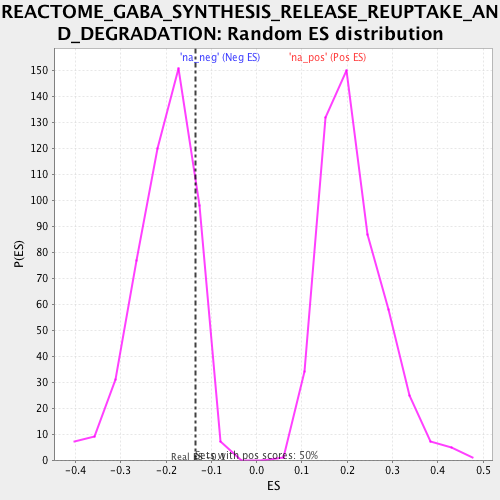 REACTOME_GABA_SYNTHESIS_RELEASE_REUPTAKE_AN
D_DEGRADATION: Random ES distribution
'na_neg' (Neg ES) 'na_pos' (Pos ES)
150
140
130
120
110
100
90
80
70
60
50
40
30
20
10
0
P(ES)
Real ES
Sets with pos scores: 50%
-0.4 -0.3 -0.2 -0.1 0.0 0.1 0.2 0.3 0.4 0.5
ES